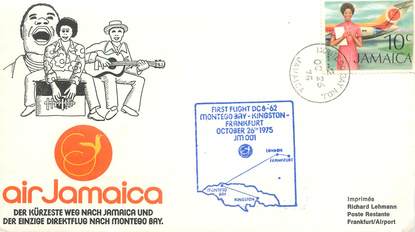 10c
JAMAICA
FIRST FLIGHT DC8-62
MONTEGO BAY - KINGSTON -
FRANKFURT
OCTOBER 26th 1975
JM 001
LONDON
FRANKFURT
MONTEGO BAY
KINGSTON
air Jamaica
DER KÜRZESTE WEG NACH JAMAICA UND
DER EINZIGE DIREKTFLUG NACH MONTEGO BAY.
Imprimés
Richard Lehmann
Poste Restante
Frankfurt/Airport